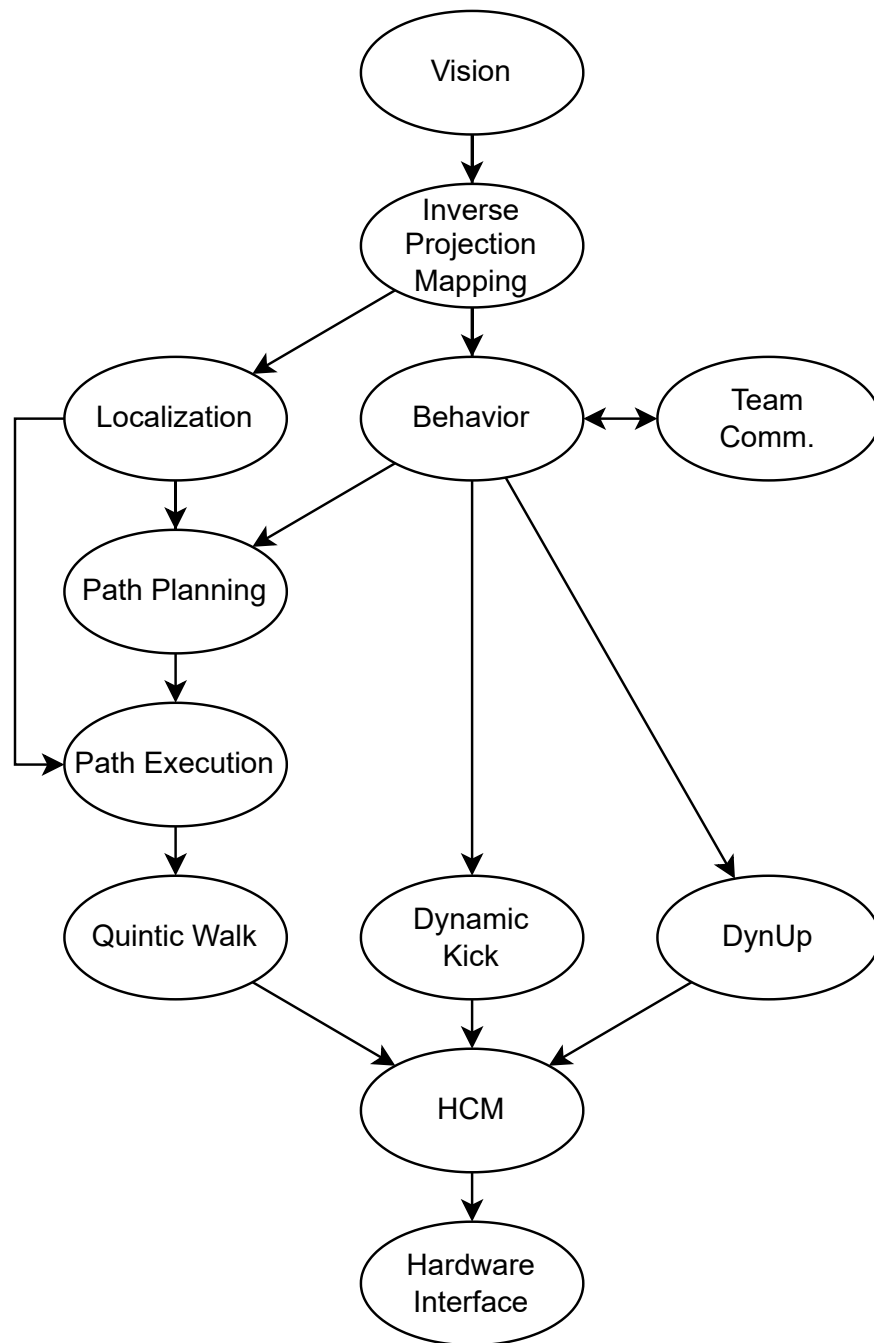 Vision
Inverse
Projection
Mapping
Localization
Behavior
Team
Comm.
Path Planning
Path Execution
Quintic Walk
Dynamic
Kick
DynUp
HCM
Hardware
Interface